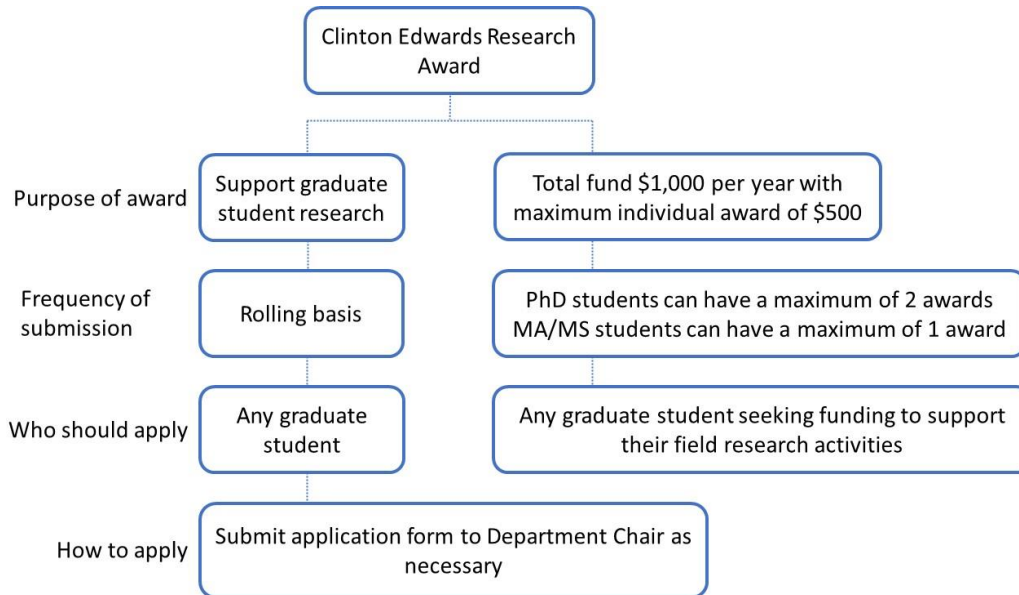 Clinton Edwards Research
Award
Purpose of award
Support graduate
student research
Total fund $1,000 per year with
maximum individual award of $500
Frequency of
submission
Rolling basis
PhD students can have a maximum of 2 awards
MA/MS students can have a maximum of 1 award
Who should apply
Any graduate
student
Any graduate student seeking funding to support
their field research activities
How to apply
Submit application form to Department Chair as
necessary